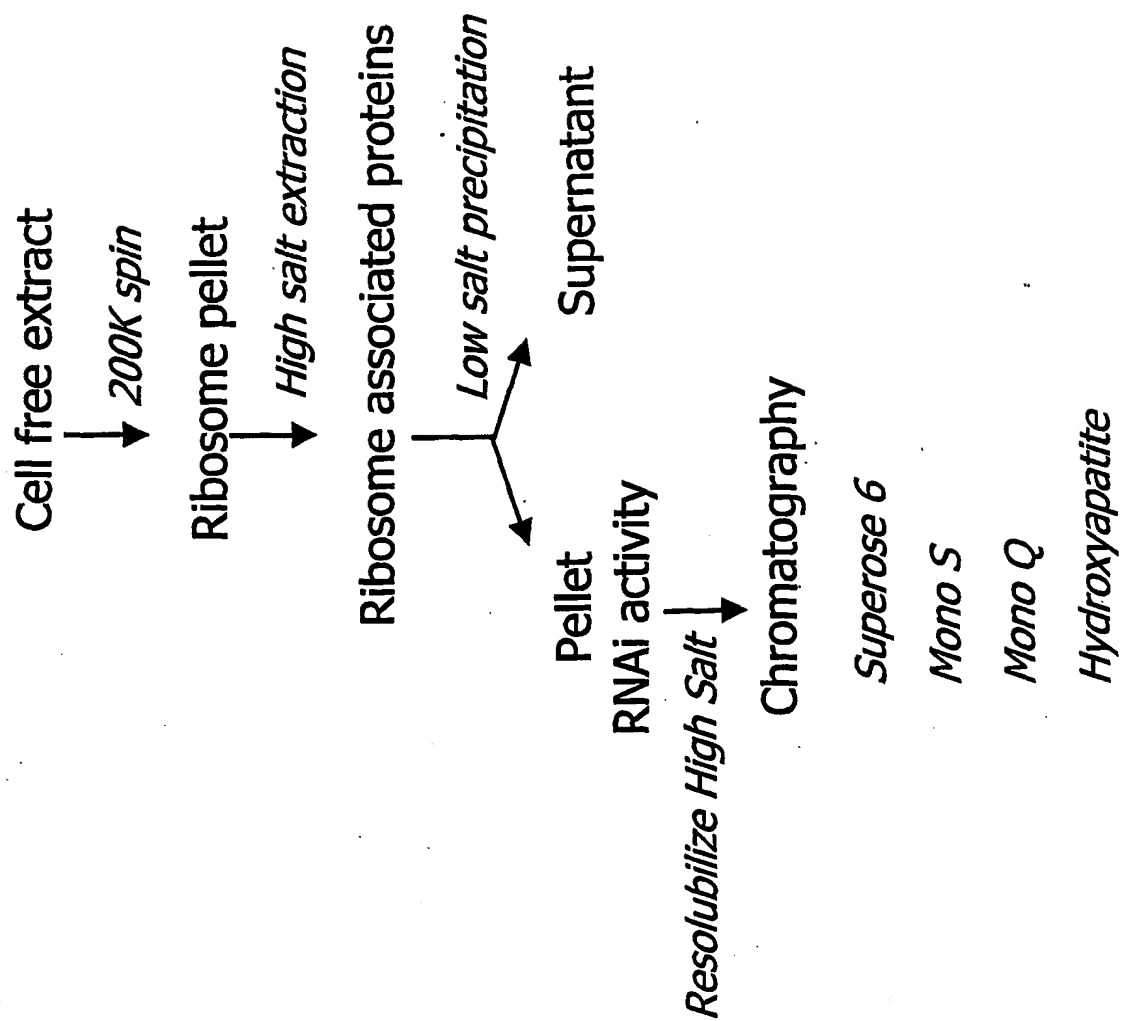 Cell free extract
200K spin
Ribosome pellet
High salt extraction
Ribosome associated proteins
Low salt precipitation
Pellet
Supernatant
RNAi activity
Resolubilize High Salt
Chromatography
Superose 6
Mono S
Mono Q
Hydroxyapatite